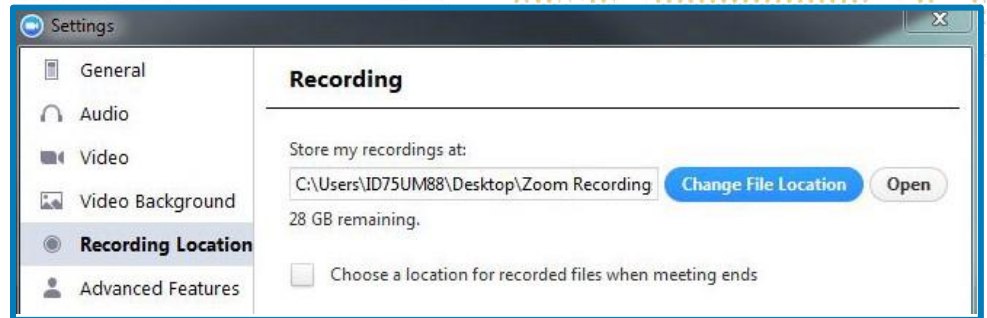 Settings
General
Audio
Video
Video Background
Recording Location
Advanced Features
Recording
Store my recordings at:
C:\Users\ID75UM88\Desktop\Zoom Recording
Change File Location
Open
28 GB remaining.
Choose a location for recorded files when meeting ends